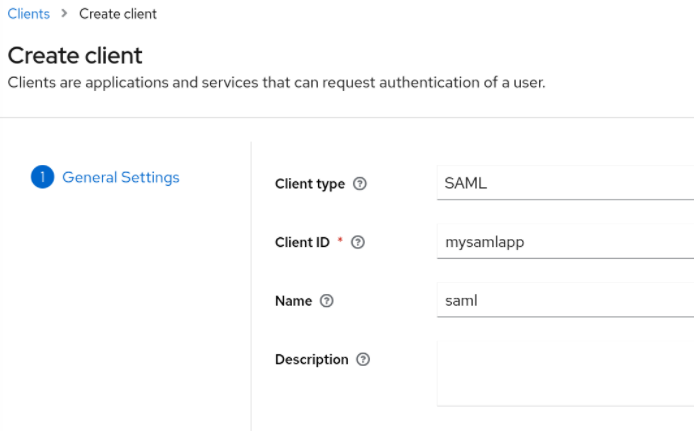 Clients > Create client
Create client
Clients are applications and services that can request authentication of a user.
1 General Settings
Client type ? SAML
Client ID * ? mysamlapp
Name ? saml
Description ?